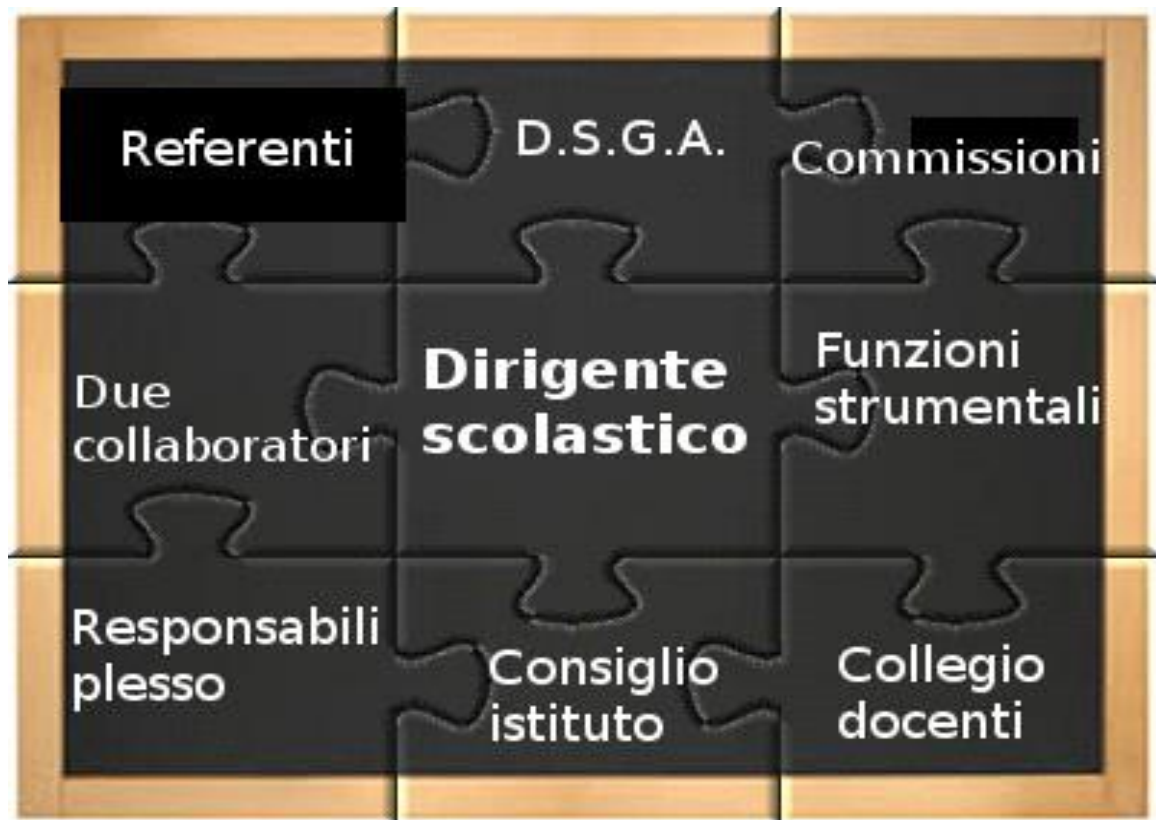 Referenti
D.S.G.A.
Commissioni
Due
collaboratori
Dirigente
scolastico
Funzioni
strumentali
Responsabili
plesso
Consiglio
istituto
Collegio
docenti